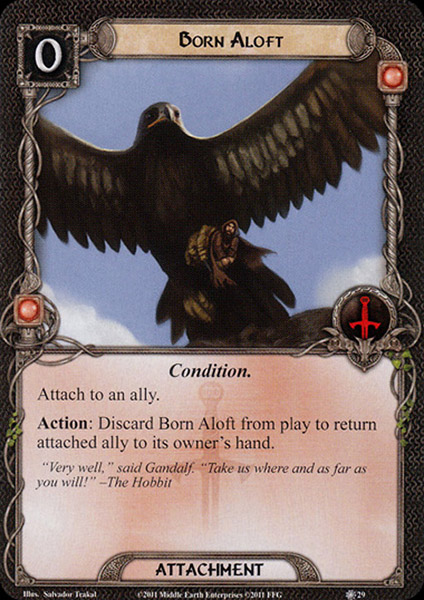 0
Born Aloft
Condition.
Attach to an ally.
Action: Discard Born Aloft from play to return
attached ally to its owner's hand.
"Very well," said Gandalf. "Take us where and as far as
you will!" –The Hobbit
ATTACHMENT
Illus. Salvador Trakal ©2011 Middle Earth Enterprises ©2011 FFG 29